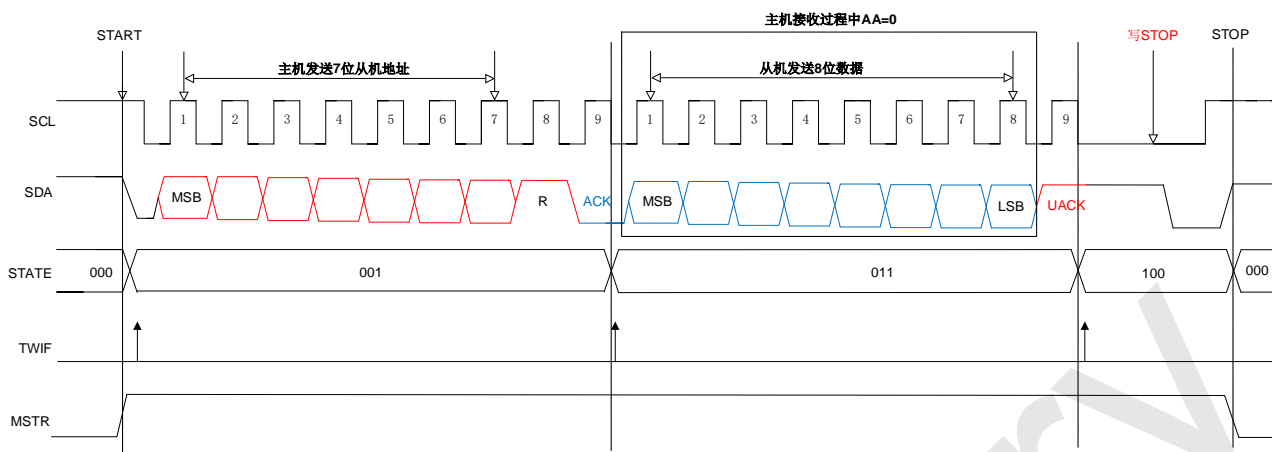 主机接收过程中AA=0
START
写STOP
STOP
主机发送7位从机地址
从机发送8位数据
SCL
1 2 3 4 5 6 7 8 9 1 2 3 4 5 6 7 8 9
SDA
MSB R ACK MSB LSB UACK
STATE 000 001 011 100 000
TWIF
MSTR